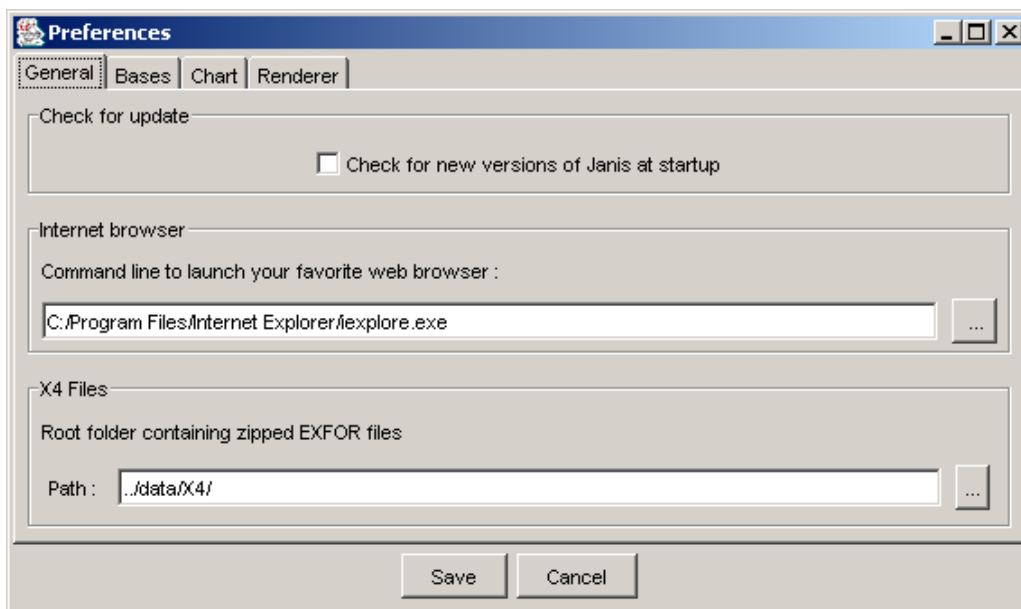 Preferences
General Bases Chart Renderer
Check for update
Check for new versions of Janis at startup
Internet browser
Command line to launch your favorite web browser :
C:/Program Files/Internet Explorer/iexplore.exe ...
X4 Files
Root folder containing zipped EXFOR files
Path : ../data/X4/ ...
Save Cancel